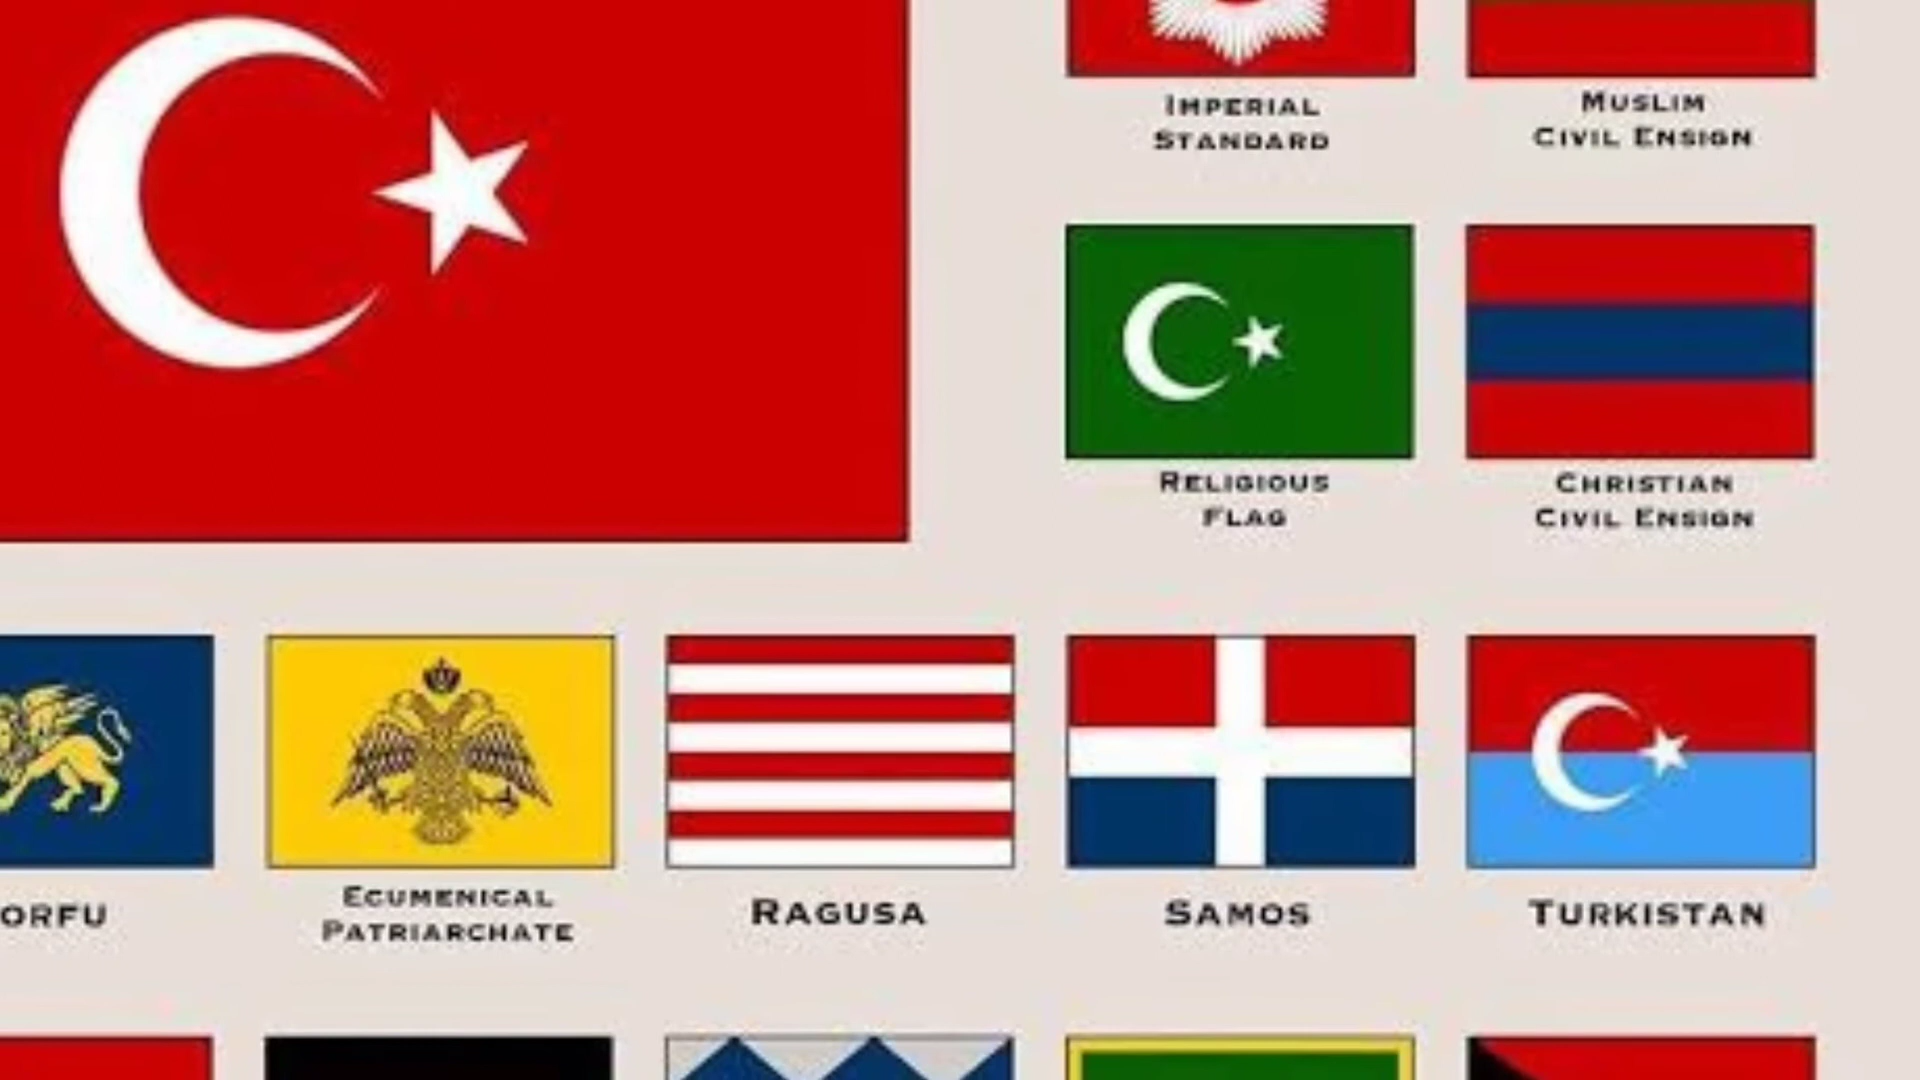 IMPERIAL
STANDARD
MUSLIM
CIVIL ENSIGN
RELIGIOUS
FLAG
CHRISTIAN
CIVIL ENSIGN
ORFU
ECUMENICAL
PATRIARCHATE
RAGUSA
SAMOS
TURKISTAN